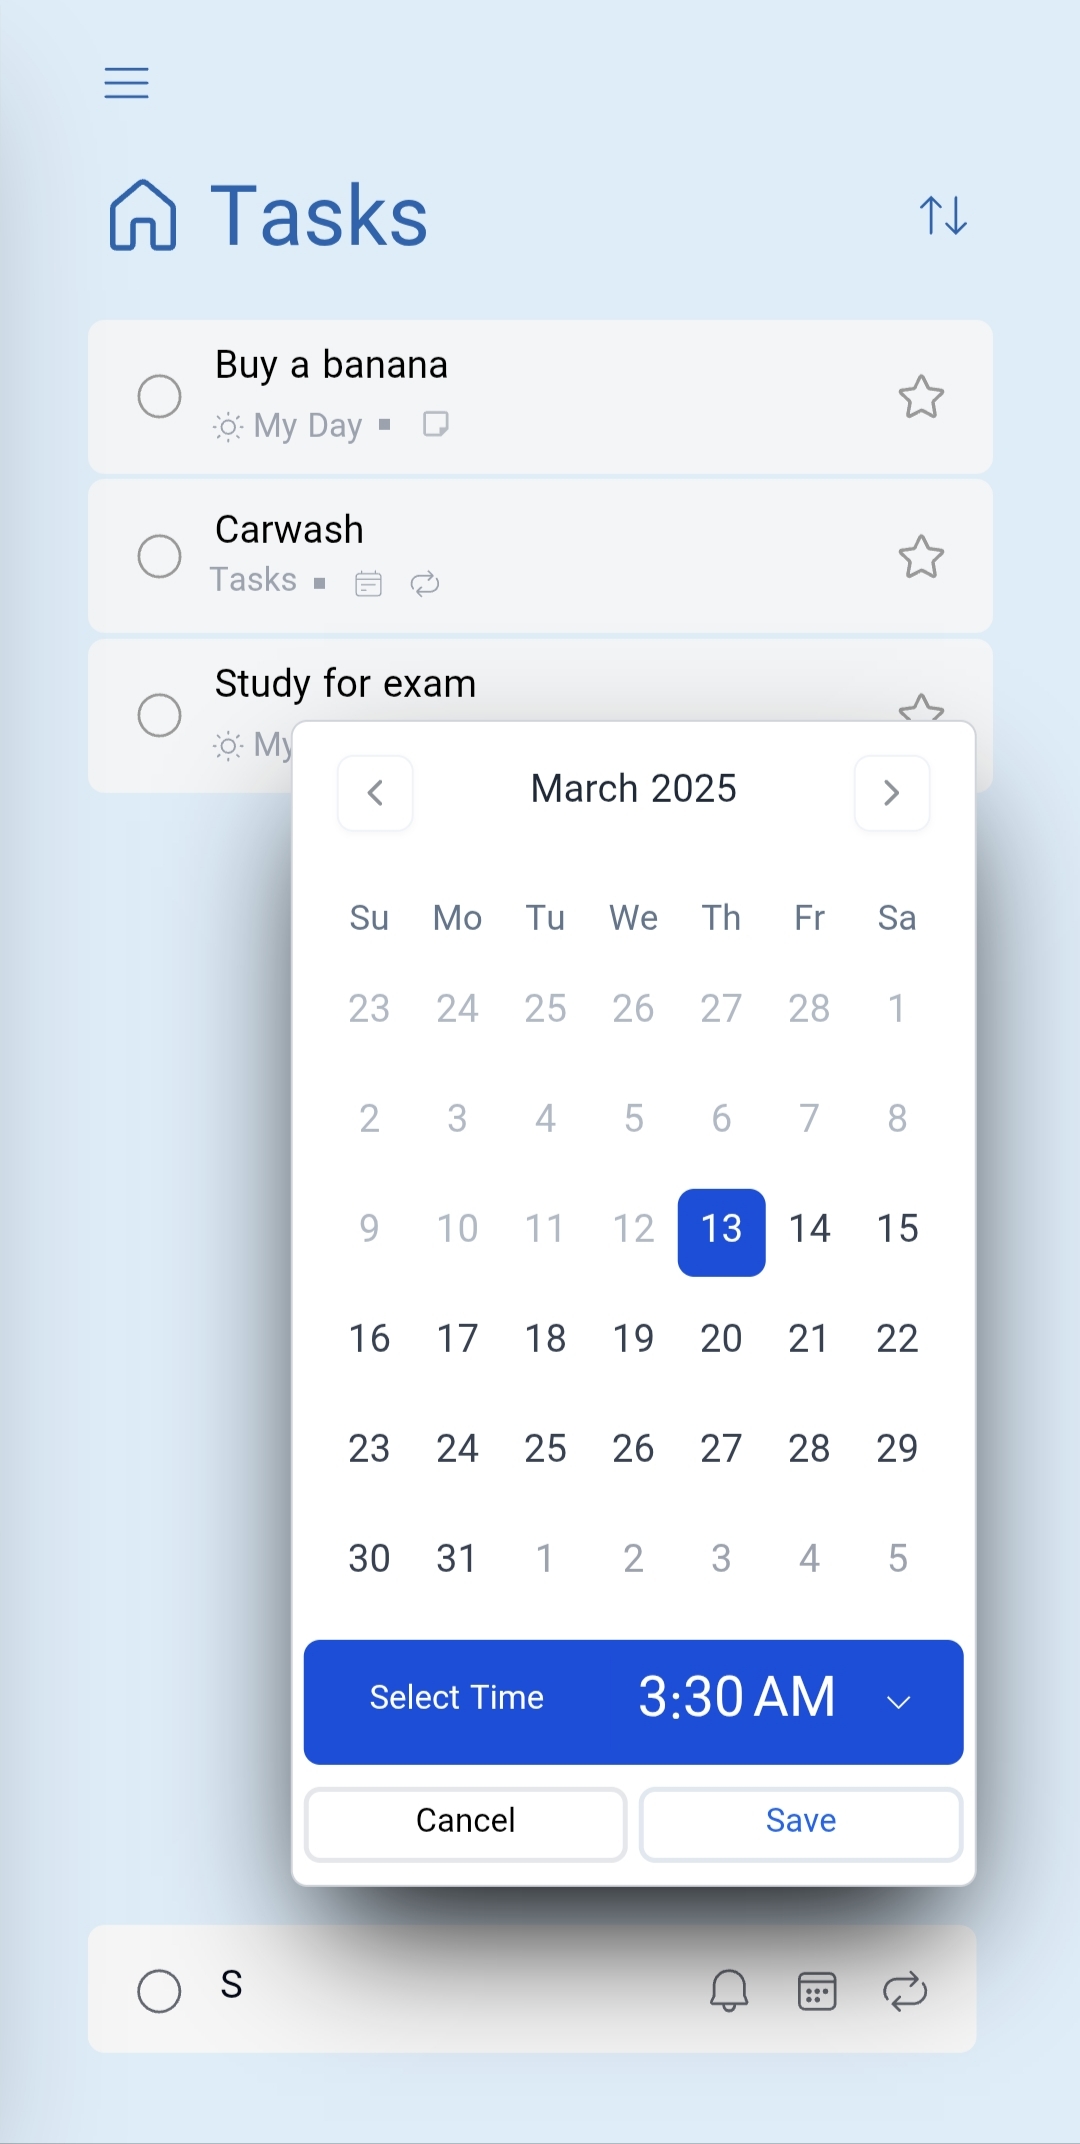 Tasks
Buy a banana
My Day
Carwash
Tasks
Study for exam
My
March 2025
Su Mo Tu We Th Fr Sa
23 24 25 26 27 28 1
2 3 4 5 6 7 8
9 10 11 12 13 14 15
16 17 18 19 20 21 22
23 24 25 26 27 28 29
30 31 1 2 3 4 5
Select Time 3:30 AM
Cancel Save
S